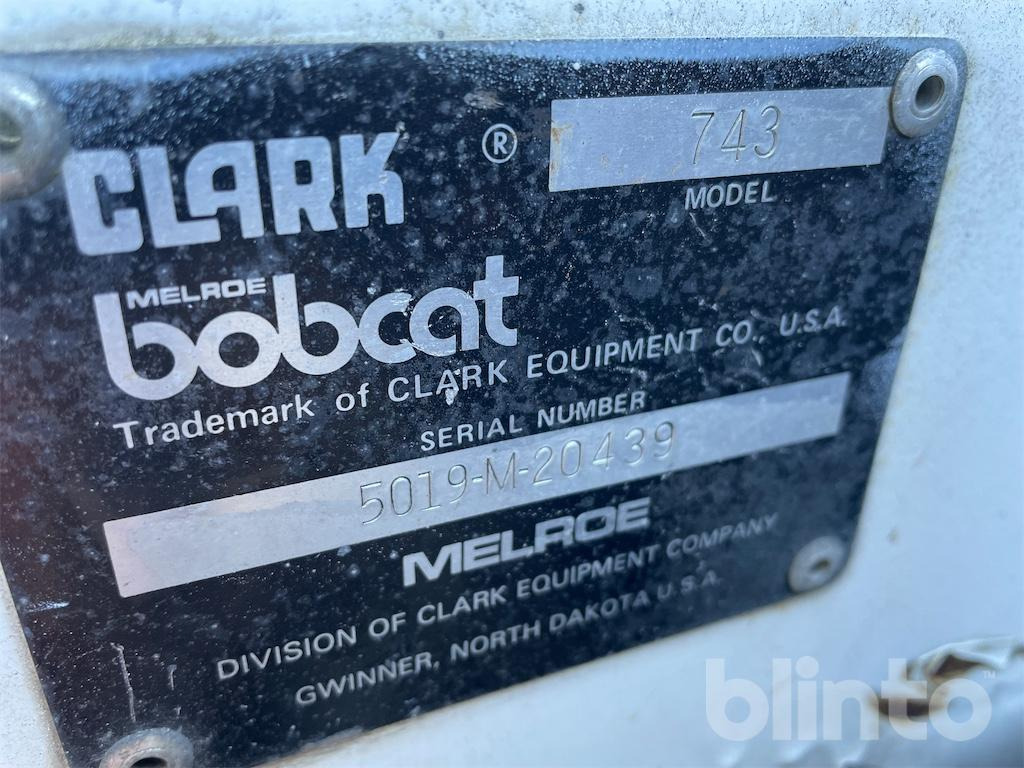 CLARK ®
743
MODEL
MELROE
bobcat
Trademark of CLARK EQUIPMENT CO., U.S.A.
SERIAL NUMBER
5019-M-20439
MELROE
DIVISION OF CLARK EQUIPMENT COMPANY
GWINNER, NORTH DAKOTA U.S.A.
blinto™